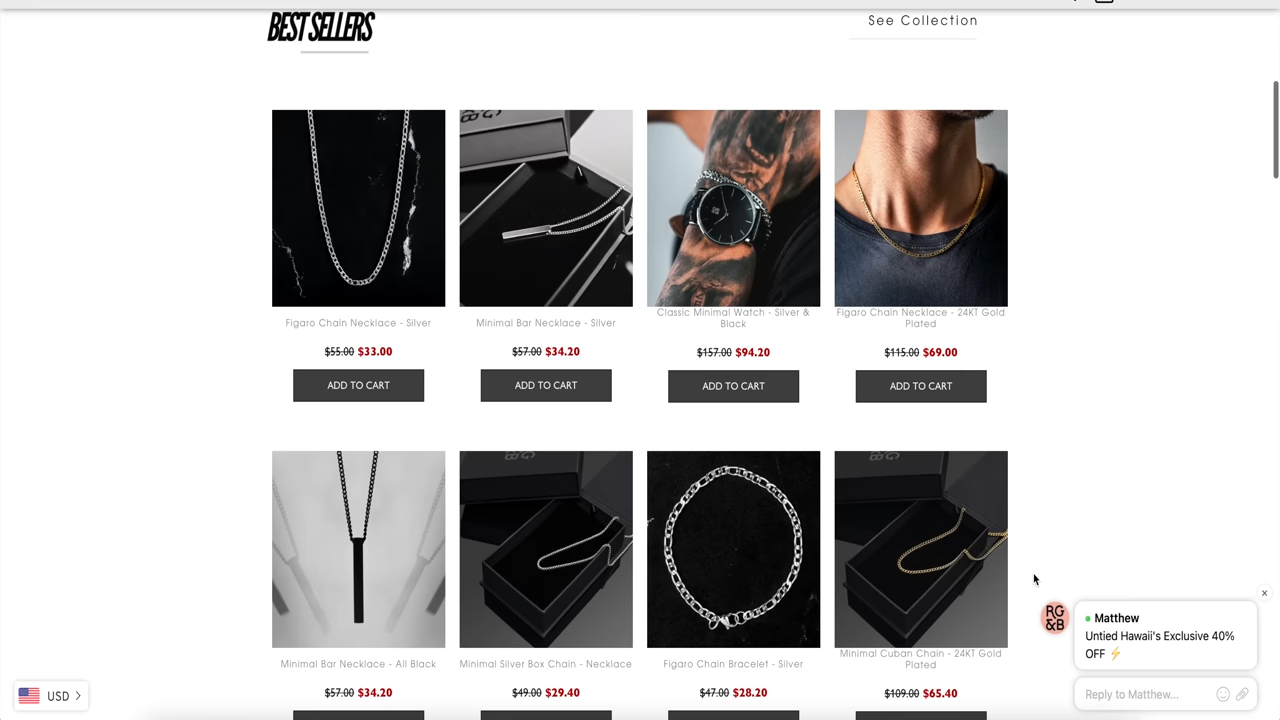 BEST SELLERS
See Collection
Figaro Chain Necklace - Silver
Minimal Bar Necklace - Silver
Classic Minimal Watch - Silver &
Black
Figaro Chain Necklace - 24KT Gold
Plated
$55.00 $33.00
$57.00 $34.20
$157.00 $94.20
$115.00 $69.00
ADD TO CART
ADD TO CART
ADD TO CART
ADD TO CART
Minimal Bar Necklace - All Black
Minimal Silver Box Chain - Necklace
Figaro Chain Bracelet - Silver
Minimal Cuban Chain - 24KT Gold
Plated
$57.00 $34.20
$49.00 $29.40
$47.00 $28.20
$109.00 $65.40
RG
&B
Matthew
Untied Hawaii's Exclusive 40%
OFF ⚡
Reply to Matthew...
USD